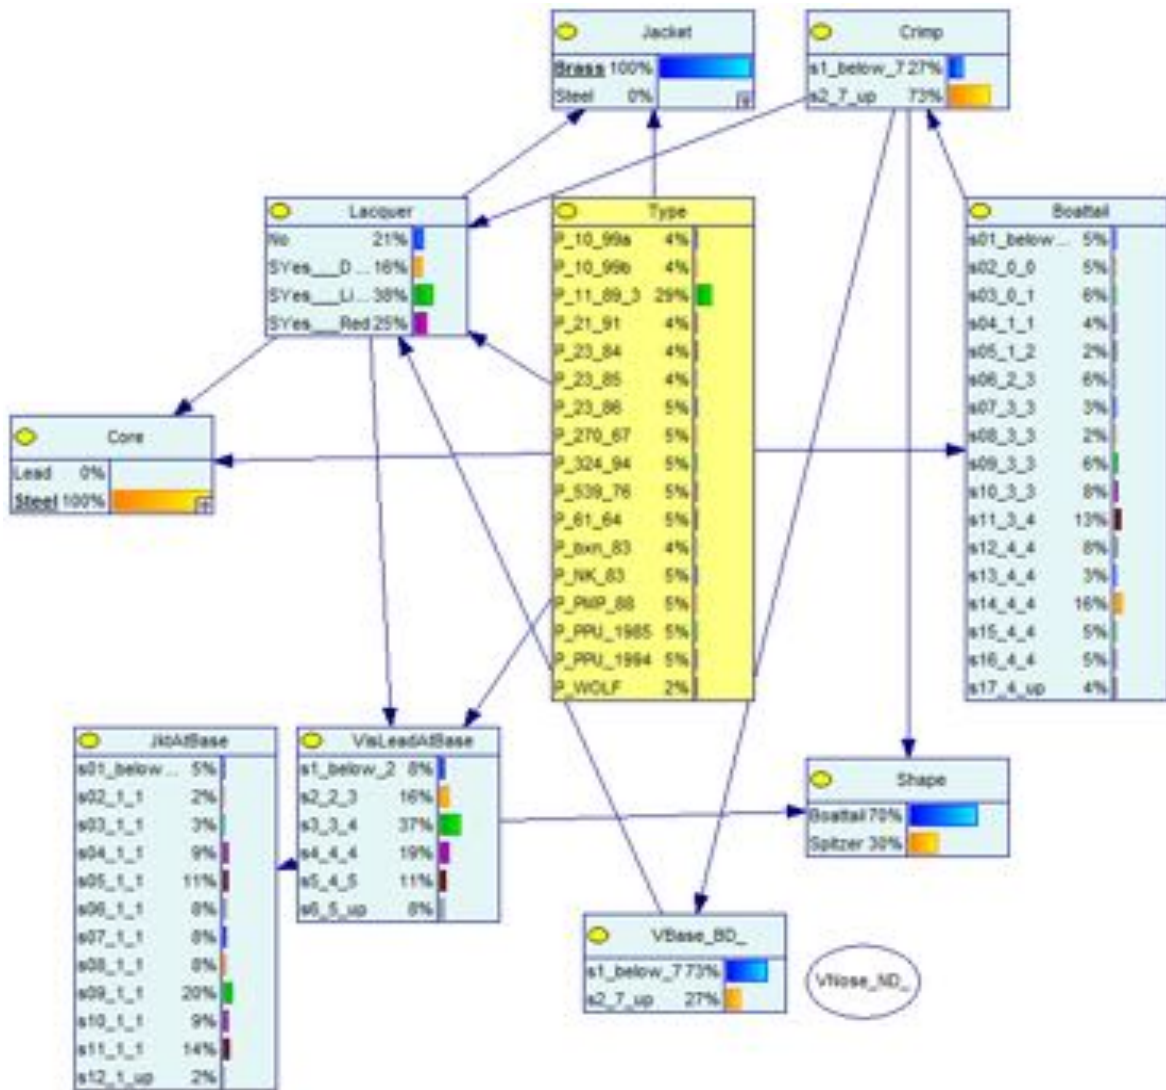 Jacket
Brass 100%
Steel 0%
Crimp
s1_below_7 27%
s2_7_up 73%
Lacquer
No 21%
SYes___D ... 16%
SYes___Li... 38%
SYes___Red 25%
Type
P_10_99a 4%
P_10_99b 4%
P_11_89_3 29%
P_21_91 4%
P_23_84 4%
P_23_85 4%
P_23_86 5%
P_270_67 5%
P_324_94 5%
P_539_76 5%
P_61_64 5%
P_bxn_83 4%
P_NK_83 5%
P_PMP_88 5%
P_PPU_1985 5%
P_PPU_1994 5%
P_WOLF 2%
Boattail
s01_below... 5%
s02_0_0 5%
s03_0_1 6%
s04_1_1 4%
s05_1_2 2%
s06_2_3 6%
s07_3_3 3%
s08_3_3 2%
s09_3_3 6%
s10_3_3 8%
s11_3_4 13%
s12_4_4 8%
s13_4_4 3%
s14_4_4 16%
s15_4_4 5%
s16_4_4 5%
s17_4_up 4%
Core
Lead 0%
Steel 100%
JktAtBase
s01_below... 5%
s02_1_1 2%
s03_1_1 3%
s04_1_1 9%
s05_1_1 11%
s06_1_1 8%
s07_1_1 8%
s08_1_1 8%
s09_1_1 20%
s10_1_1 9%
s11_1_1 14%
s12_1_up 2%
VisLeadAtBase
s1_below_2 8%
s2_2_3 16%
s3_3_4 37%
s4_4_4 19%
s5_4_5 11%
s6_5_up 8%
Shape
Boattail 70%
Spitzer 30%
VBase_BD_
s1_below_7 73%
s2_7_up 27%
VNose_ND_